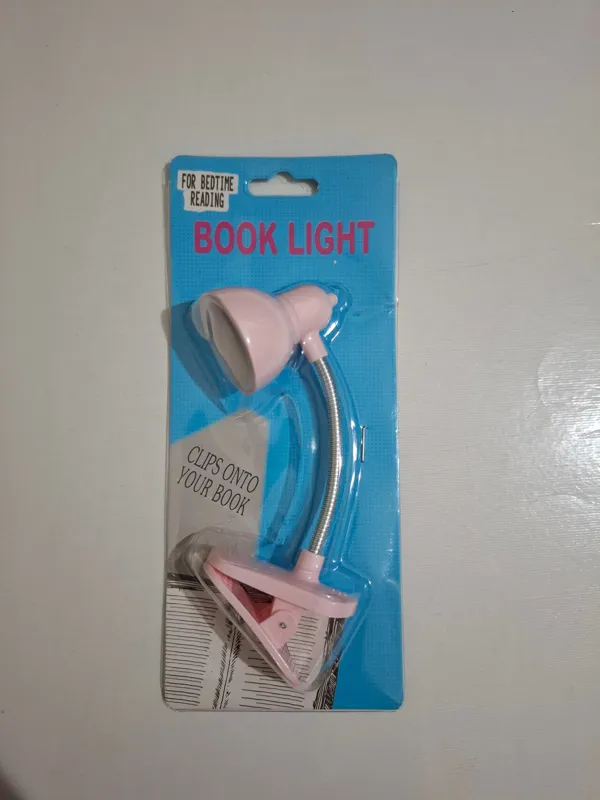 FOR BEDTIME
READING
BOOK LIGHT
CLIPS ONTO
YOUR BOOK